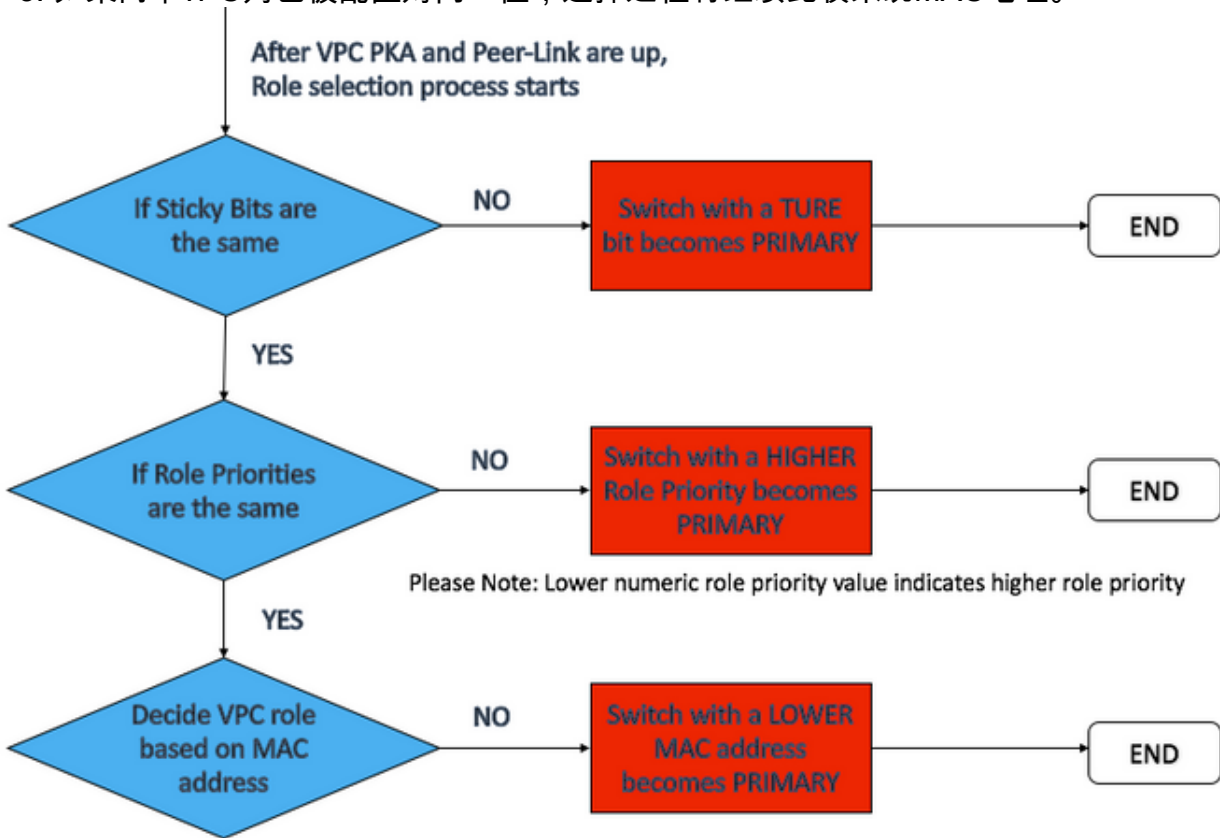 After VPC PKA and Peer-Link are up,
Role selection process starts
If Sticky Bits are
the same
NO
Switch with a TURE
bit becomes PRIMARY
END
YES
If Role Priorities
are the same
NO
Switch with a HIGHER
Role Priority becomes
PRIMARY
END
Please Note: Lower numeric role priority value indicates higher role priority
YES
Decide VPC role
based on MAC
address
NO
Switch with a LOWER
MAC address
becomes PRIMARY
END